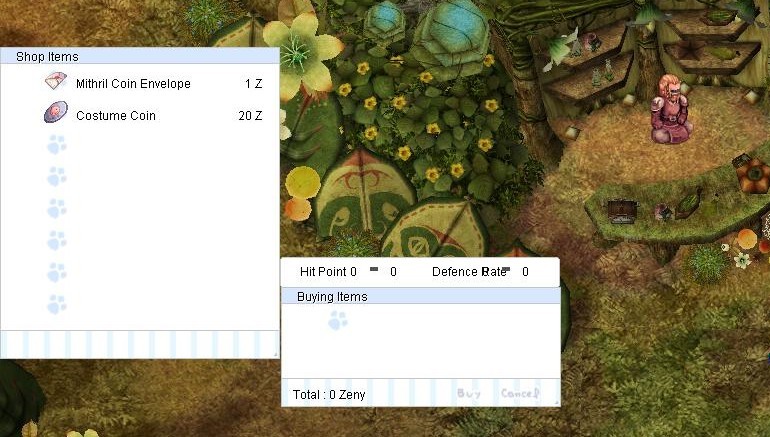 Shop Items
Mithril Coin Envelope 1 Z
Costume Coin 20 Z
Hit Point 0 0 Defence Rate 0
Buying Items
Total : 0 Zeny Buy Cancel